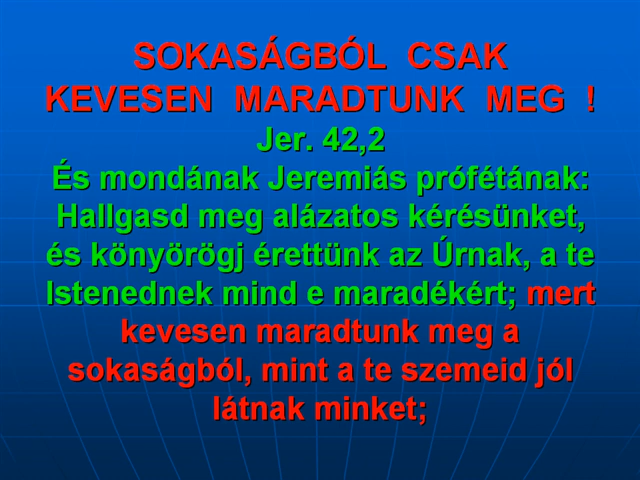 SOKASÁGBÓL CSAK
KEVESEN MARADTUNK MEG !
Jer. 42,2
És mondának Jeremiás prófétának:
Hallgasd meg alázatos kérésünket,
és könyörögj érettünk az Úrnak, a te
Istenednek mind e maradékért; mert
kevesen maradtunk meg a
sokaságból, mint a te szemeid jól
látnak minket;